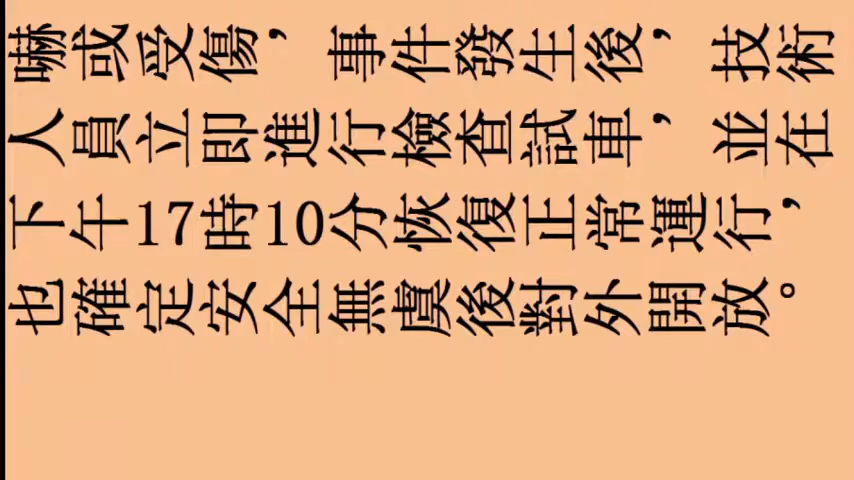 嚇或受傷，事件發生後，技術
人員立即進行檢查試車，並在
下午17時10分恢復正常運行，
也確定安全無虞後對外開放。